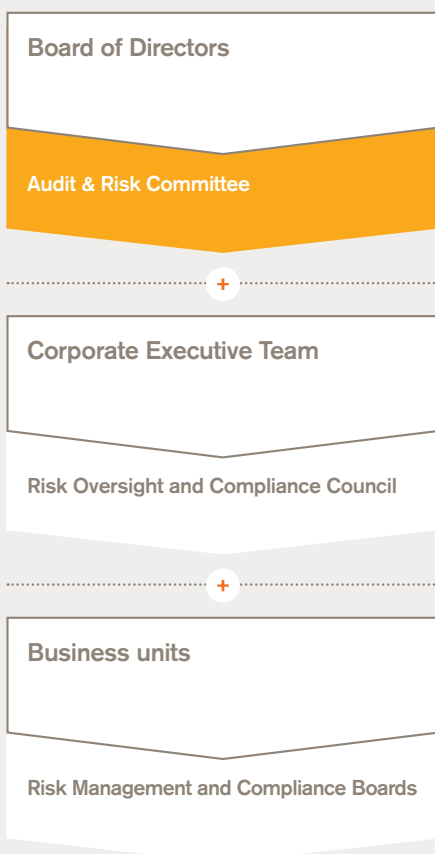 Board of Directors
Audit & Risk Committee
+
Corporate Executive Team
Risk Oversight and Compliance Council
+
Business units
Risk Management and Compliance Boards